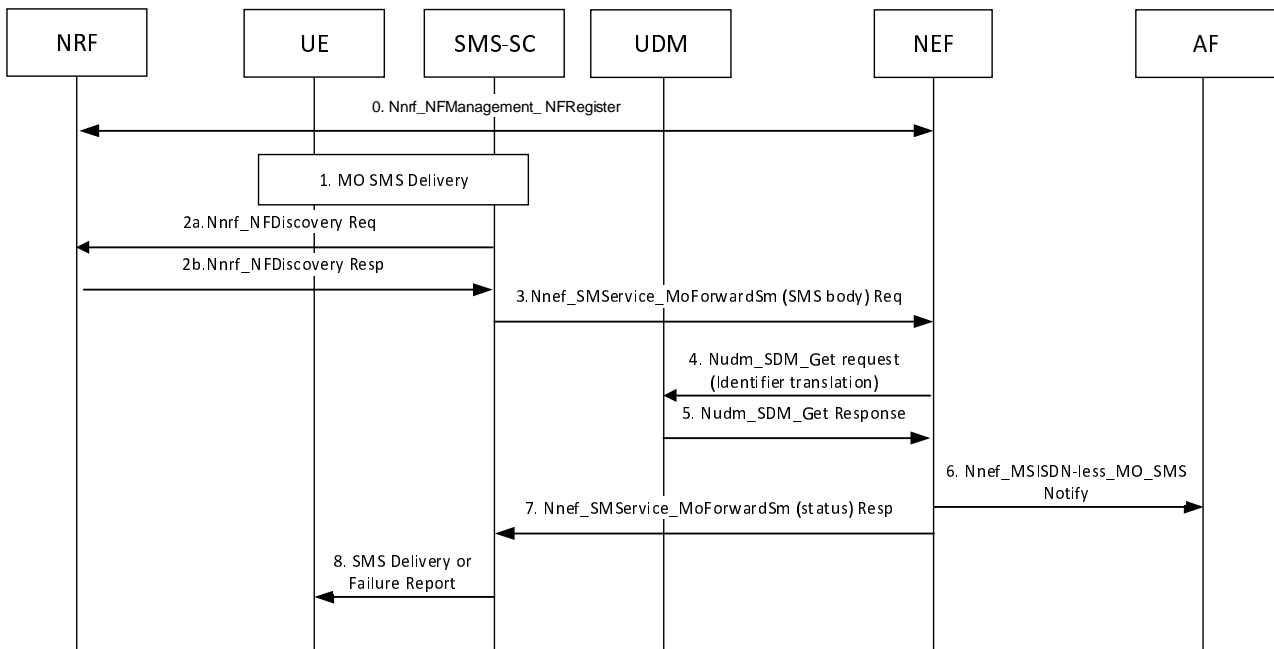 NRF
UE
SMS-SC
UDM
NEF
AF
0. Nnrf_NFManagement_ NFRegister
1. MO SMS Delivery
2a.Nnrf_NFDiscovery Req
2b.Nnrf_NFDiscovery Resp
3.Nnef_SMService_MoForwardSm (SMS body) Req
4. Nudm_SDM_Get request
(Identifier translation)
5. Nudm_SDM_Get Response
6. Nnef_MSISDN-less_MO_SMS
Notify
7. Nnef_SMService_MoForwardSm (status) Resp
8. SMS Delivery or
Failure Report